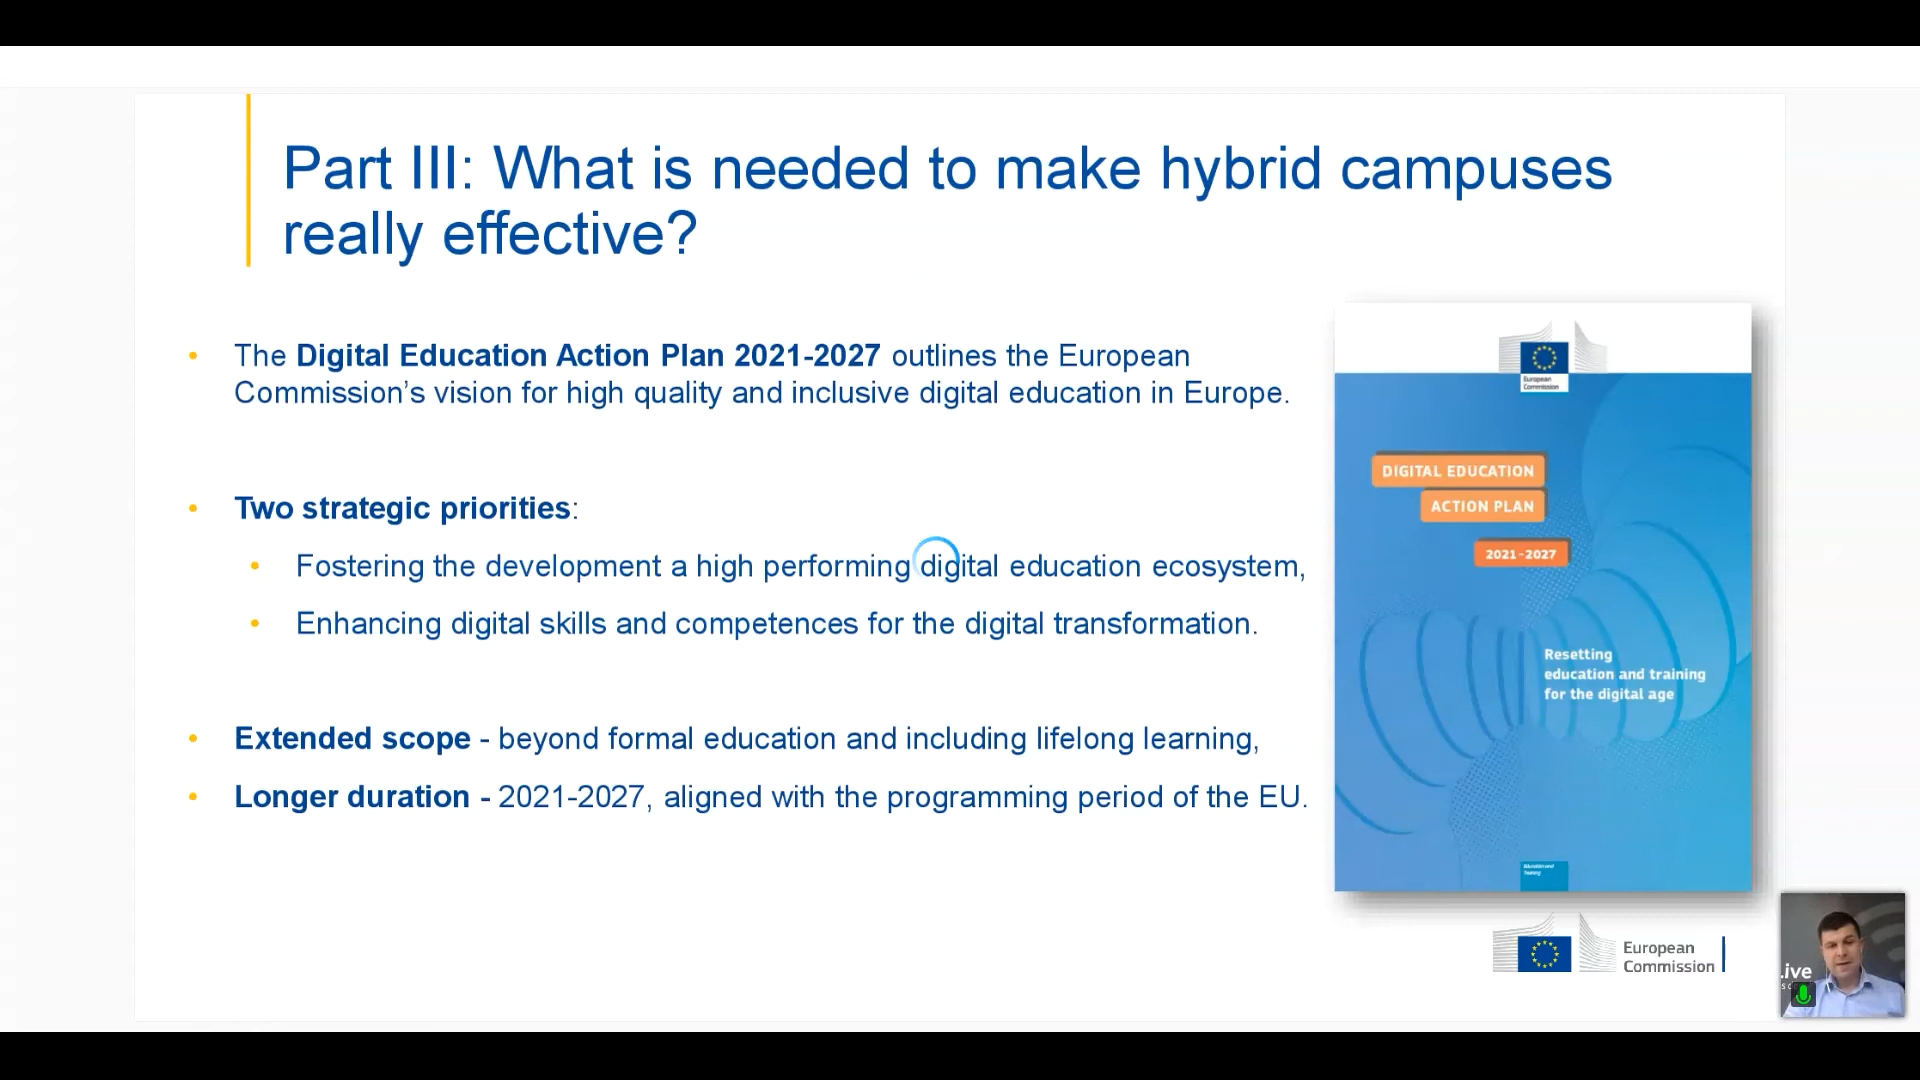 Part III: What is needed to make hybrid campuses
really effective?
• The Digital Education Action Plan 2021-2027 outlines the European
Commission's vision for high quality and inclusive digital education in Europe.
• Two strategic priorities:
• Fostering the development a high performing digital education ecosystem,
• Enhancing digital skills and competences for the digital transformation.
• Extended scope - beyond formal education and including lifelong learning,
• Longer duration - 2021-2027, aligned with the programming period of the EU.
European
Commission
DIGITAL EDUCATION
ACTION PLAN
2021-2027
Resetting
education and training
for the digital age
European
Commission